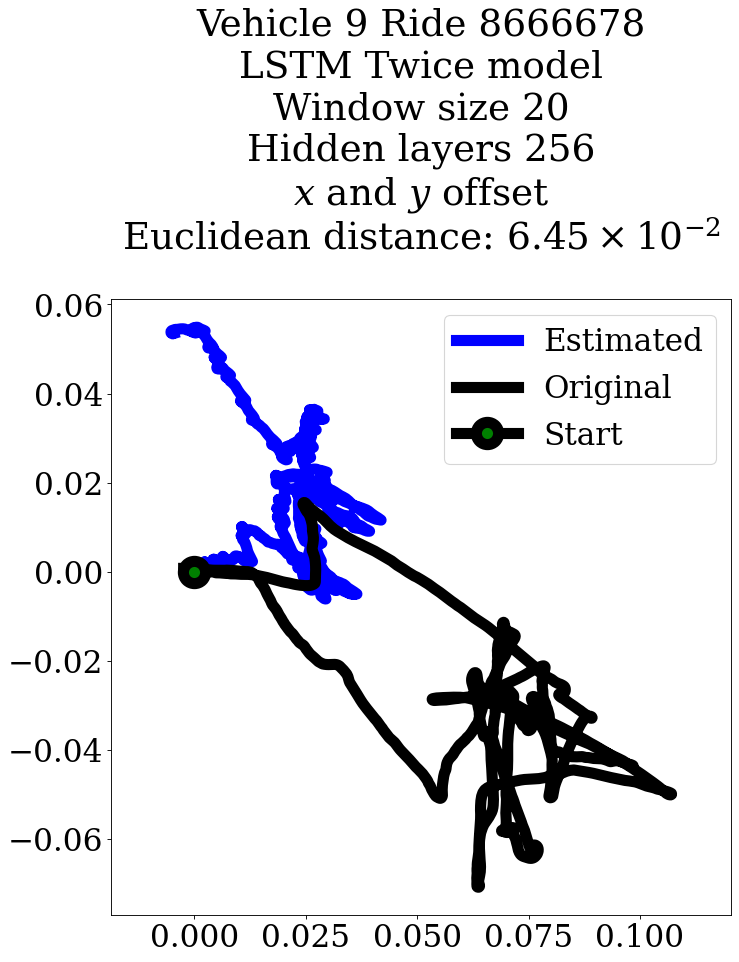 Vehicle 9 Ride 8666678
LSTM Twice model
Window size 20
Hidden layers 256
x and y offset
Euclidean distance: 6.45 × 10⁻²
Estimated
Original
Start
0.06
0.04
0.02
0.00
−0.02
−0.04
−0.06
0.000 0.025 0.050 0.075 0.100